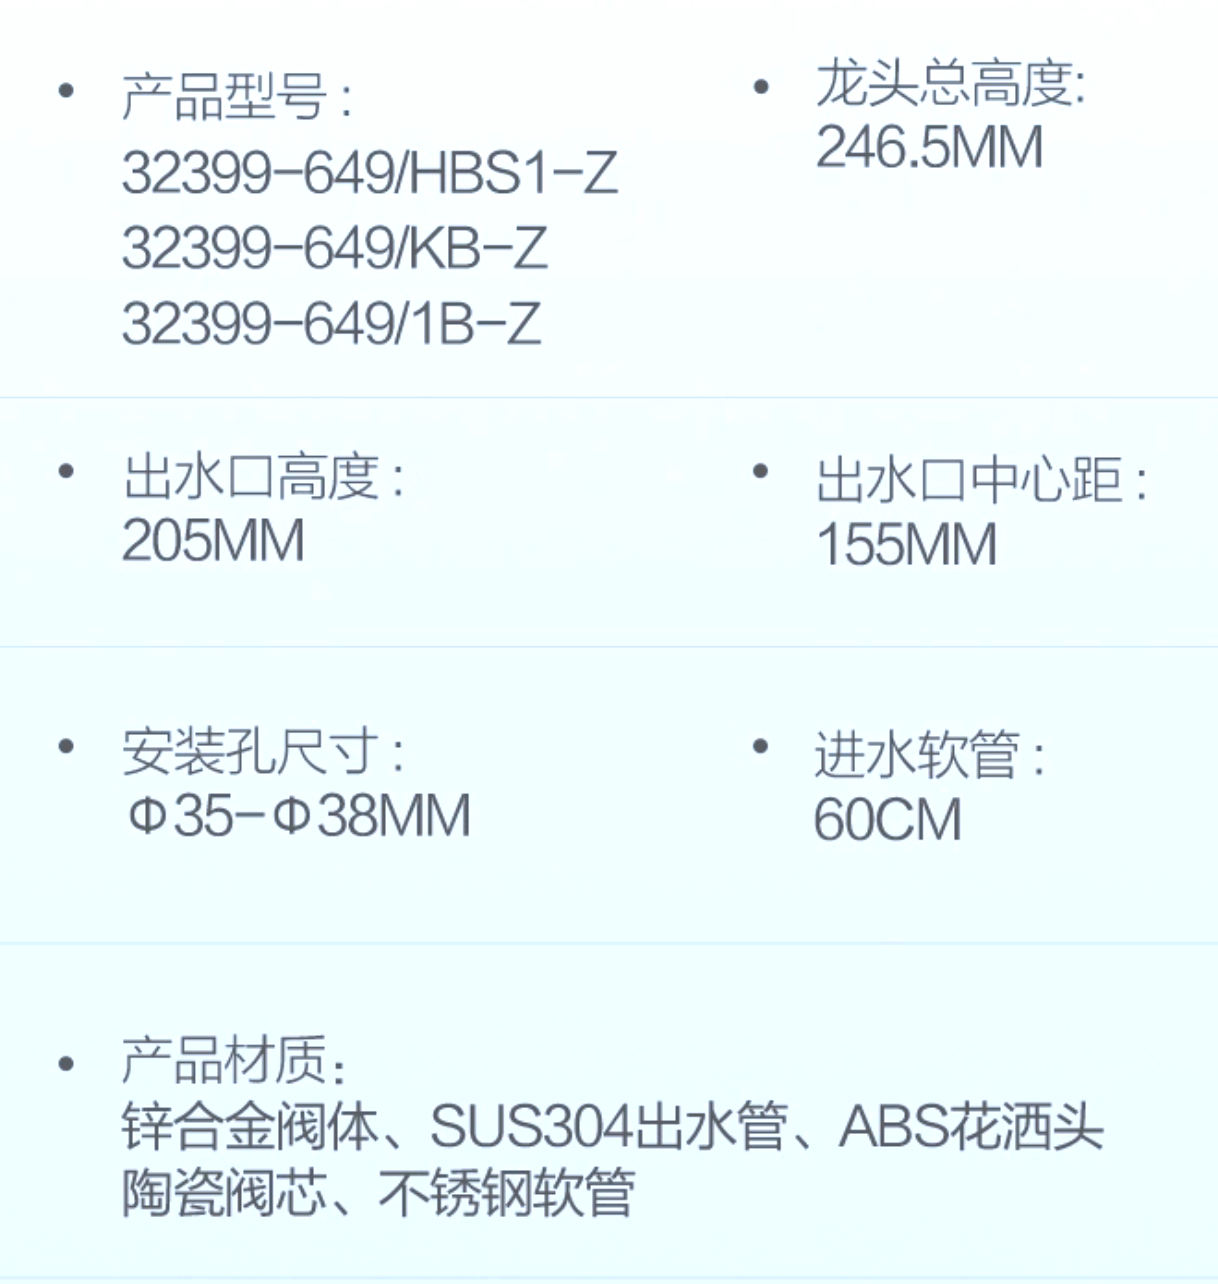 产品型号：
32399-649/HBS1-Z
32399-649/KB-Z
32399-649/1B-Z
龙头总高度:
246.5MM
出水口高度：
205MM
出水口中心距：
155MM
安装孔尺寸：
Φ35-Φ38MM
进水软管：
60CM
产品材质：
锌合金阀体、SUS304出水管、ABS花洒头
陶瓷阀芯、不锈钢软管